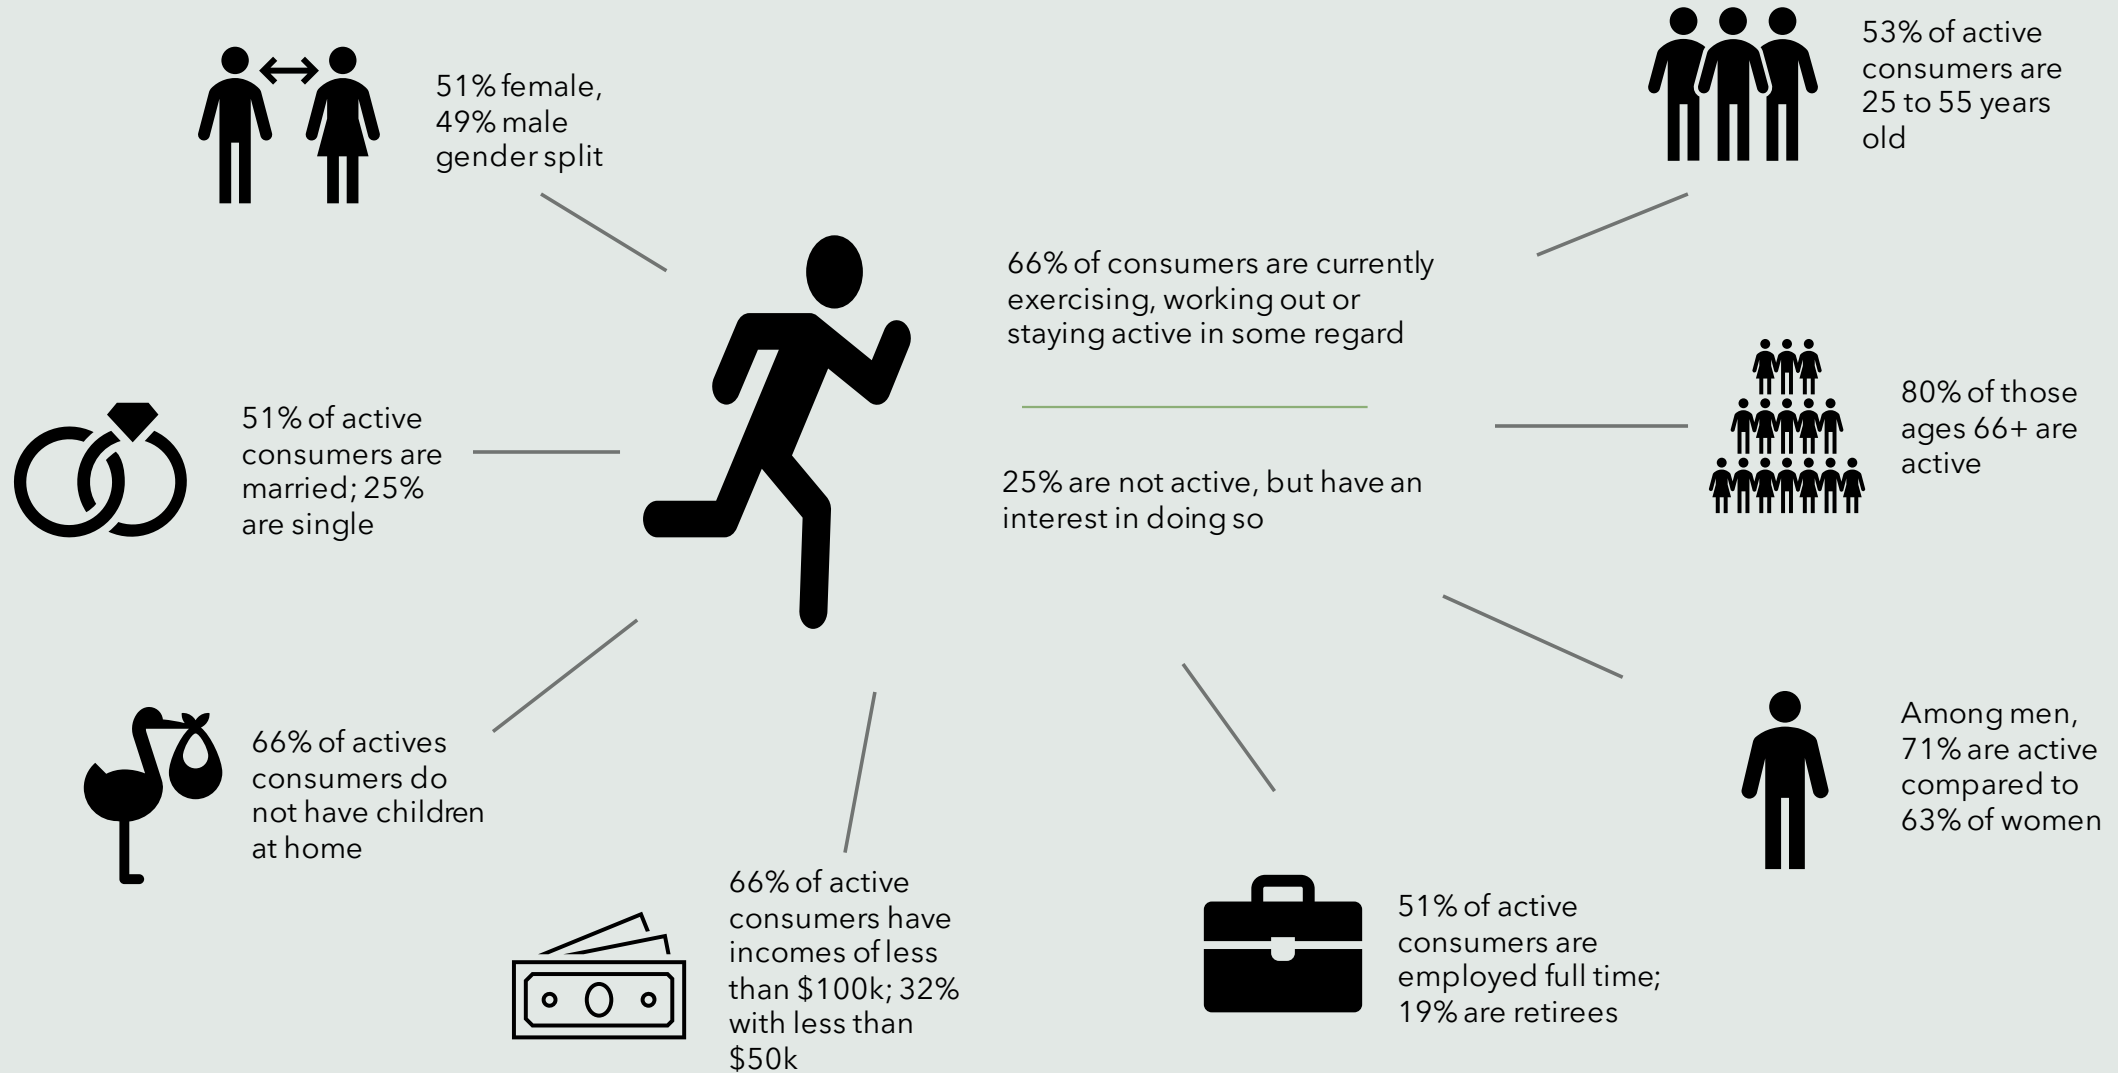 51% female,
49% male
gender split
53% of active
consumers are
25 to 55 years
old
66% of consumers are currently
exercising, working out or
staying active in some regard
25% are not active, but have an
interest in doing so
51% of active
consumers are
married; 25%
are single
80% of those
ages 66+ are
active
66% of actives
consumers do
not have children
at home
66% of active
consumers have
incomes of less
than $100k; 32%
with less than
$50k
51% of active
consumers are
employed full time;
19% are retirees
Among men,
71% are active
compared to
63% of women